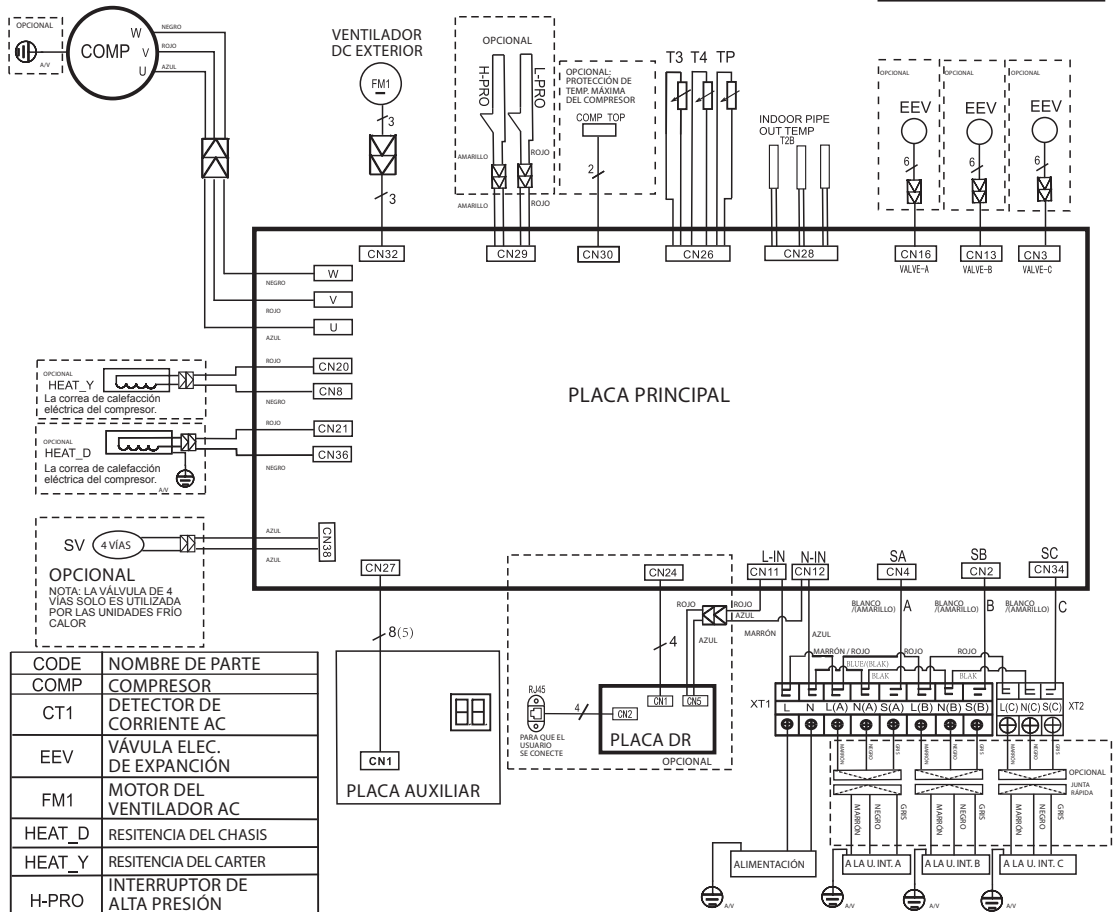 OPCIONAL
A/V
COMP
W
V
U
NEGRO
ROJO
AZUL
VENTILADOR
DC EXTERIOR
FM1
3
3
OPCIONAL
H-PRO
L-PRO
AMARILLO
ROJO
AMARILLO
ROJO
OPCIONAL:
PROTECCIÓN DE
TEMP. MÁXIMA
DEL COMPRESOR
COMP TOP
2
T3 T4 TP
INDOOR PIPE
OUT TEMP
T2B
OPCIONAL
EEV
6
OPCIONAL
EEV
6
OPCIONAL
EEV
6
CN32
CN29
CN30
CN26
CN28
CN16
VALVE-A
CN13
VALVE-B
CN3
VALVE-C
NEGRO
W
ROJO
V
AZUL
U
OPCIONAL
HEAT_Y
La correa de calefacción
eléctrica del compresor.
ROJO
CN20
NEGRO
CN8
OPCIONAL
HEAT_D
La correa de calefacción
eléctrica del compresor.
A/V
ROJO
CN21
NEGRO
CN36
PLACA PRINCIPAL
SV
4 VÍAS
OPCIONAL
NOTA: LA VÁLVULA DE 4
VÍAS SOLO ES UTILIZADA
POR LAS UNIDADES FRÍO
CALOR
AZUL
AZUL
CN38
CN27
8(5)
CN1
PLACA AUXILIAR
CN24
4
RJ45
PARA QUE EL
USUARIO
SE CONECTE
4
CN2
CN1
CN5
PLACA DR
OPCIONAL
ROJO
AZUL
ROJO
AZUL
L-IN
N-IN
CN11
CN12
MARRÓN
AZUL
SA
CN4
SB
CN2
SC
CN34
BLANCO
/(AMARILLO)
A
BLANCO
/(AMARILLO)
B
BLANCO
/(AMARILLO)
C
MARRÓN / ROJO
ROJO
ROJO
BLUE/(BLAK)
BLAK
BLAK
XT1
L
N
L(A)
N(A)
S(A)
L(B)
N(B)
S(B)
L(C)
N(C)
S(C)
XT2
MARRÓN
NEGRO
GRIS
MARRÓN
NEGRO
GRIS
MARRÓN
NEGRO
GRIS
OPCIONAL
JUNTA
RÁPIDA
MARRÓN
NEGRO
GRIS
MARRÓN
NEGRO
GRIS
MARRÓN
NEGRO
GRIS
ALIMENTACIÓN
A LA U. INT. A
A LA U. INT. B
A LA U. INT. C
A/V
A/V
A/V
A/V
CODE NOMBRE DE PARTE
COMP COMPRESOR
CT1 DETECTOR DE
CORRIENTE AC
EEV VÁVULA ELEC.
DE EXPANCIÓN
FM1 MOTOR DEL
VENTILADOR AC
HEAT_D RESITENCIA DEL CHASIS
HEAT_Y RESITENCIA DEL CARTER
H-PRO INTERRUPTOR DE
ALTA PRESIÓN